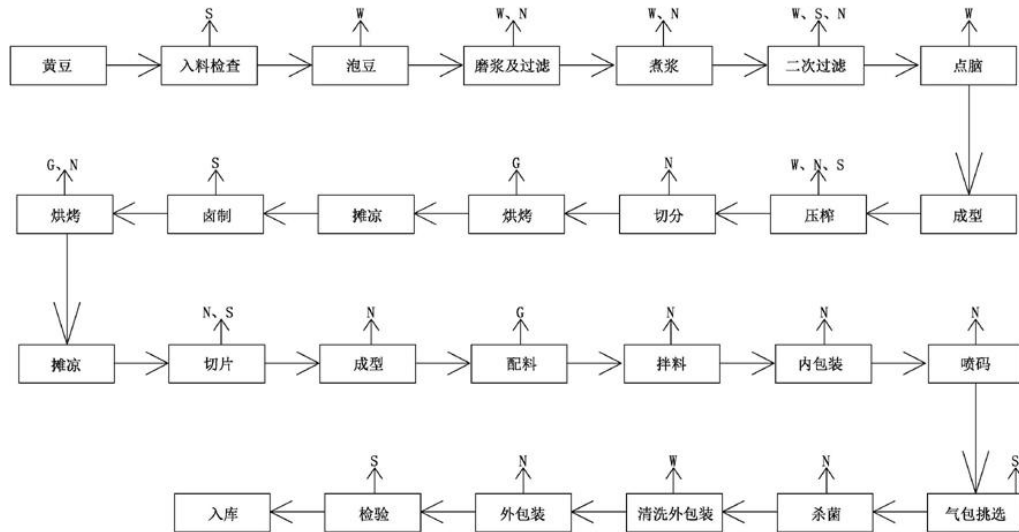 S W W、N W、N W、S、N W
黄豆 入料检查 泡豆 磨浆及过滤 煮浆 二次过滤 点脑
G、N S G N W、N、S
烘烤 卤制 摊凉 烘烤 切分 压榨 成型
N、S N G N N N
摊凉 切片 成型 配料 拌料 内包装 喷码
S N W N S
入库 检验 外包装 清洗外包装 杀菌 气包挑选